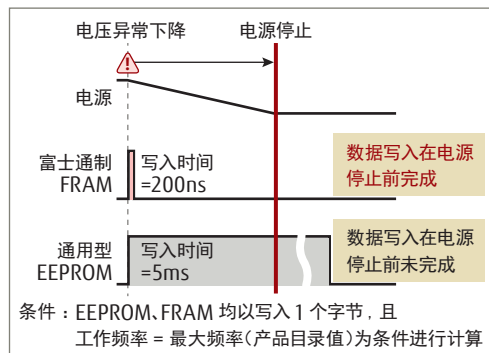 电压异常下降 电源停止
电源
富士通制
FRAM
写入时间
=200ns
数据写入在电源
停止前完成
通用型
EEPROM
写入时间
=5ms
数据写入在电源
停止前未完成
条件：EEPROM、FRAM 均以写入 1 个字节，且
工作频率 = 最大频率（产品目录值）为条件进行计算